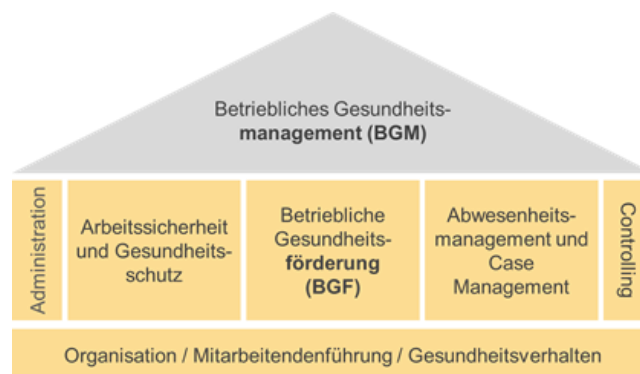 Betriebliches Gesundheits-
management (BGM)
Administration
Arbeitssicherheit
und Gesundheits-
schutz
Betriebliche
Gesundheits-
förderung
(BGF)
Abwesenheits-
management und
Case
Management
Controlling
Organisation / Mitarbeitendenführung / Gesundheitsverhalten